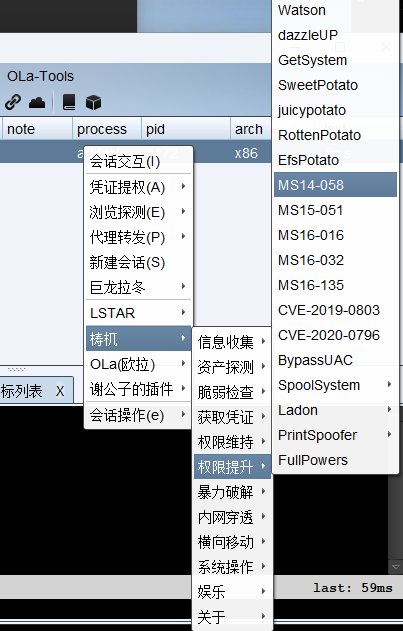 OLa-Tools
note process pid arch
a x86
会话交互(I)
凭证提权(A)
浏览探测(E)
代理转发(P)
新建会话(S)
巨龙拉冬
LSTAR
梼杌
OLa(欧拉)
谢公子的插件
会话操作(e)
标列表 X
信息收集
资产探测
脆弱检查
获取凭证
权限维持
权限提升
暴力破解
内网穿透
横向移动
系统操作
娱乐
关于
Watson
dazzleUP
GetSystem
SweetPotato
juicypotato
RottenPotato
EfsPotato
MS14-058
MS15-051
MS16-016
MS16-032
MS16-135
CVE-2019-0803
CVE-2020-0796
BypassUAC
SpoolSystem
Ladon
PrintSpoofer
FullPowers
last: 59ms